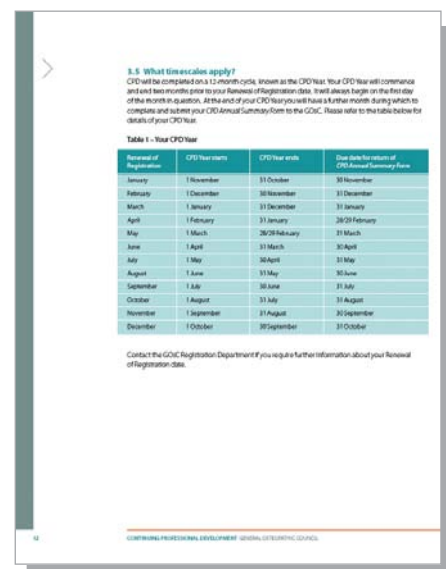 3.5 What timescales apply?
CPD will be completed on a 12-month cycle, known as the CPD Year. Your CPD Year will commence
and end two months prior to your Renewal of Registration date. It will always begin on the first day
of the month in question. At the end of your CPD Year you will have a further month during which to
complete and submit your CPD Annual Summary Form to the GOsC. Please refer to the table below for
details of your CPD Year.
Table 1 – Your CPD Year
Renewal of Registration CPD Year starts CPD Year ends Due date for return of CPD Annual Summary Form
January 1 November 31 October 30 November
February 1 December 30 November 31 December
March 1 January 31 December 31 January
April 1 February 31 January 28/29 February
May 1 March 28/29 February 31 March
June 1 April 31 March 30 April
July 1 May 30 April 31 May
August 1 June 31 May 30 June
September 1 July 30 June 31 July
October 1 August 31 July 31 August
November 1 September 31 August 30 September
December 1 October 30 September 31 October
Contact the GOsC Registration Department if you require further information about your Renewal
of Registration date.
12 CONTINUING PROFESSIONAL DEVELOPMENT GENERAL OSTEOPATHIC COUNCIL